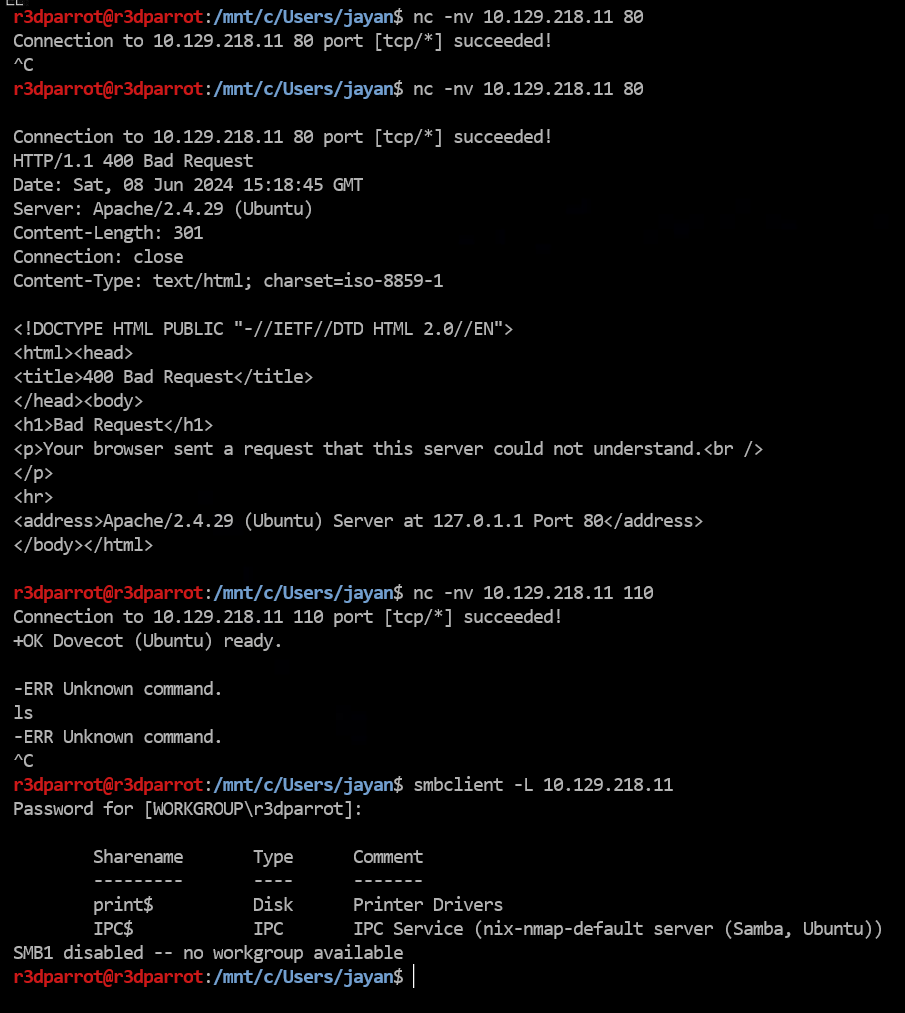 r3dparrot@r3dparrot:/mnt/c/Users/jayan$ nc -nv 10.129.218.11 80
Connection to 10.129.218.11 80 port [tcp/*] succeeded!
^C
r3dparrot@r3dparrot:/mnt/c/Users/jayan$ nc -nv 10.129.218.11 80
Connection to 10.129.218.11 80 port [tcp/*] succeeded!
HTTP/1.1 400 Bad Request
Date: Sat, 08 Jun 2024 15:18:45 GMT
Server: Apache/2.4.29 (Ubuntu)
Content-Length: 301
Connection: close
Content-Type: text/html; charset=iso-8859-1
<!DOCTYPE HTML PUBLIC "-//IETF//DTD HTML 2.0//EN">
<html><head>
<title>400 Bad Request</title>
</head><body>
<h1>Bad Request</h1>
<p>Your browser sent a request that this server could not understand.<br />
</p>
<hr>
<address>Apache/2.4.29 (Ubuntu) Server at 127.0.1.1 Port 80</address>
</body></html>
r3dparrot@r3dparrot:/mnt/c/Users/jayan$ nc -nv 10.129.218.11 110
Connection to 10.129.218.11 110 port [tcp/*] succeeded!
+OK Dovecot (Ubuntu) ready.
-ERR Unknown command.
ls
-ERR Unknown command.
^C
r3dparrot@r3dparrot:/mnt/c/Users/jayan$ smbclient -L 10.129.218.11
Password for [WORKGROUP\r3dparrot]:
Sharename Type Comment
--------- ---- -------
print$ Disk Printer Drivers
IPC$ IPC IPC Service (nix-nmap-default server (Samba, Ubuntu))
SMB1 disabled -- no workgroup available
r3dparrot@r3dparrot:/mnt/c/Users/jayan$